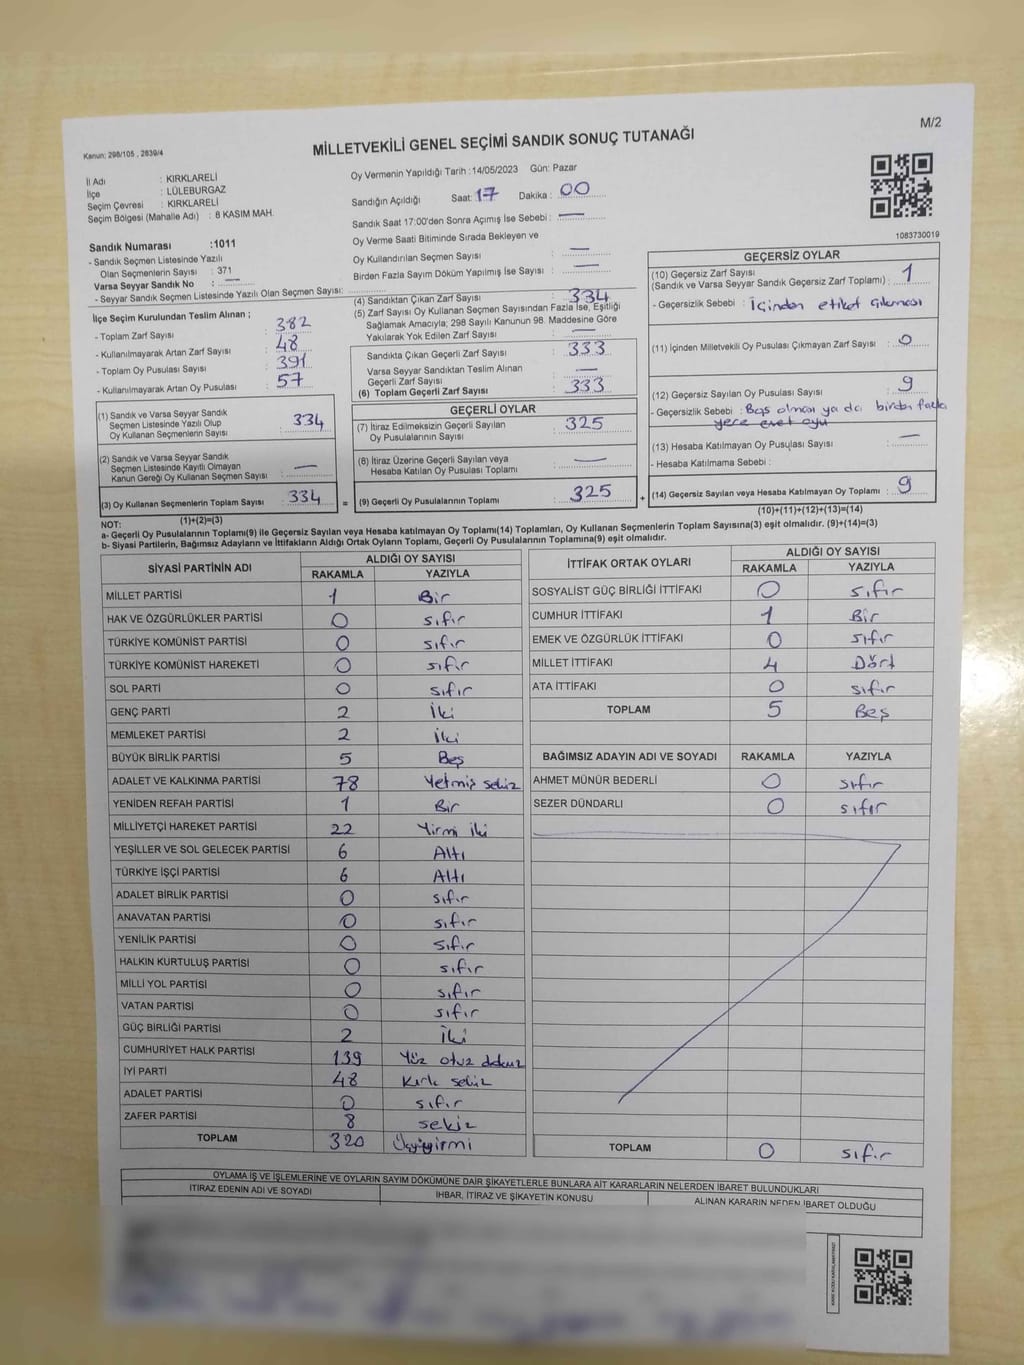 M/2
Kanun: 298/105 , 2839/4
MİLLETVEKİLİ GENEL SEÇİMİ SANDIK SONUÇ TUTANAĞI
İl Adı : KIRKLARELİ
İlçe : LÜLEBURGAZ
Seçim Çevresi : KIRKLARELİ
Seçim Bölgesi (Mahalle Adı) : 8 KASIM MAH.
Oy Vermenin Yapıldığı Tarih :14/05/2023 Gün: Pazar
Sandığın Açıldığı Saat: 17 Dakika : 00
Sandık Saat 17:00'den Sonra Açımış İse Sebebi : —
Oy Verme Saati Bitiminde Sırada Bekleyen ve
Oy Kullandırılan Seçmen Sayısı : —
Birden Fazla Sayım Döküm Yapılmış İse Sayısı : —
1083730019
Sandık Numarası :1011
- Sandık Seçmen Listesinde Yazılı
Olan Seçmenlerin Sayısı : 371
Varsa Seyyar Sandık No : —
- Seyyar Sandık Seçmen Listesinde Yazılı Olan Seçmen Sayısı:
İlçe Seçim Kurulundan Teslim Alınan ;
- Toplam Zarf Sayısı : 382
- Kullanılmayarak Artan Zarf Sayısı : 48
- Toplam Oy Pusulası : 391
- Kullanılmayarak Artan Oy Pusulası : 57
(4) Sandıktan Çıkan Zarf Sayısı : 334
(5) Zarf Sayısı Oy Kullanan Seçmen Sayısından Fazla İse, Eşitliği
Sağlamak Amacıyla; 298 Sayılı Kanunun 98. Maddesine Göre
Yakılarak Yok Edilen Zarf Sayısı : —
Sandıkta Çıkan Geçerli Zarf Sayısı : 333
Varsa Seyyar Sandıktan Teslim Alınan
Geçerli Zarf Sayısı : —
(6) Toplam Geçerli Zarf Sayısı : 333
GEÇERSİZ OYLAR
(10) Geçersiz Zarf Sayısı
(Sandık ve Varsa Seyyar Sandık Geçersiz Zarf Toplamı) : 1
- Geçersizlik Sebebi : İçinden etiket çıkması
(11) İçinden Milletvekili Oy Pusulası Çıkmayan Zarf Sayısı : 0
(12) Geçersiz Sayılan Oy Pusulası Sayısı : 9
- Geçersizlik Sebebi : Boş olması ya da birden fazla
yere evet oyu
(13) Hesaba Katılmayan Oy Pusulası Sayısı : —
- Hesaba Katılmama Sebebi :
(14) Geçersiz Sayılan veya Hesaba Katılmayan Oy Toplamı : 9
(10)+(11)+(12)+(13)=(14)
(1) Sandık ve Varsa Seyyar Sandık
Seçmen Listesinde Yazılı Olup
Oy Kullanan Seçmenlerin Sayısı : 334
(2) Sandık ve Varsa Seyyar Sandık
Seçmen Listesinde Kayıtlı Olmayan
Kanun Gereği Oy Kullanan Seçmen Sayısı : —
(3) Oy Kullanan Seçmenlerin Toplam Sayısı : 334 =
(1)+(2)=(3)
GEÇERLİ OYLAR
(7) İtiraz Edilmeksizin Geçerli Sayılan
Oy Pusulalarının Sayısı : 325
(8) İtiraz Üzerine Geçerli Sayılan veya
Hesaba Katılan Oy Pusulası Toplamı : —
(9) Geçerli Oy Pusulalarının Toplamı : 325 +
NOT:
a- Geçerli Oy Pusulalarının Toplamı(9) ile Geçersiz Sayılan veya Hesaba katılmayan Oy Toplamı(14) Toplamları, Oy Kullanan Seçmenlerin Toplam Sayısına(3) eşit olmalıdır. (9)+(14)=(3)
b- Siyasi Partilerin, Bağımsız Adayların ve İttifakların Aldığı Ortak Oyların Toplamı, Geçerli Oy Pusulalarının Toplamına(9) eşit olmalıdır.
SİYASİ PARTİNİN ADI ALDIĞI OY SAYISI
RAKAMLA YAZIYLA
MİLLET PARTİSİ 1 Bir
HAK VE ÖZGÜRLÜKLER PARTİSİ 0 sıfır
TÜRKİYE KOMÜNİST PARTİSİ 0 sıfır
TÜRKİYE KOMÜNİST HAREKETİ 0 sıfır
SOL PARTİ 0 sıfır
GENÇ PARTİ 2 İki
MEMLEKET PARTİSİ 2 iki
BÜYÜK BİRLİK PARTİSİ 5 Beş
ADALET VE KALKINMA PARTİSİ 78 Yetmiş sekiz
YENİDEN REFAH PARTİSİ 1 Bir
MİLLİYETÇİ HAREKET PARTİSİ 22 Yirmi iki
YEŞİLLER VE SOL GELECEK PARTİSİ 6 Altı
TÜRKİYE İŞÇİ PARTİSİ 6 Altı
ADALET BİRLİK PARTİSİ 0 sıfır
ANAVATAN PARTİSİ 0 sıfır
YENİLİK PARTİSİ 0 sıfır
HALKIN KURTULUŞ PARTİSİ 0 sıfır
MİLLİ YOL PARTİSİ 0 sıfır
VATAN PARTİSİ 0 sıfır
GÜÇ BİRLİĞİ PARTİSİ 2 İki
CUMHURİYET HALK PARTİSİ 139 Yüz otuz dokuz
İYİ PARTİ 48 Kırk sekiz
ADALET PARTİSİ 0 sıfır
ZAFER PARTİSİ 8 sekiz
TOPLAM 320 Üçyüzyirmi
İTTİFAK ORTAK OYLARI ALDIĞI OY SAYISI
RAKAMLA YAZIYLA
SOSYALİST GÜÇ BİRLİĞİ İTTİFAKI 0 sıfır
CUMHUR İTTİFAKI 1 Bir
EMEK VE ÖZGÜRLÜK İTTİFAKI 0 sıfır
MİLLET İTTİFAKI 4 Dört
ATA İTTİFAKI 0 sıfır
TOPLAM 5 Beş
BAĞIMSIZ ADAYIN ADI VE SOYADI RAKAMLA YAZIYLA
AHMET MÜNÜR BEDERLİ 0 sıfır
SEZER DÜNDARLI 0 sıfır
TOPLAM 0 sıfır
OYLAMA İŞ VE İŞLEMLERİNE VE OYLARIN SAYIM DÖKÜMÜNE DAİR ŞİKAYETLERLE BUNLARA AİT KARARLARIN NELERDEN İBARET BULUNDUKLARI
İTİRAZ EDENİN ADI VE SOYADI İHBAR, İTİRAZ VE ŞİKAYETİN KONUSU ALINAN KARARIN NEDEN İBARET OLDUĞU